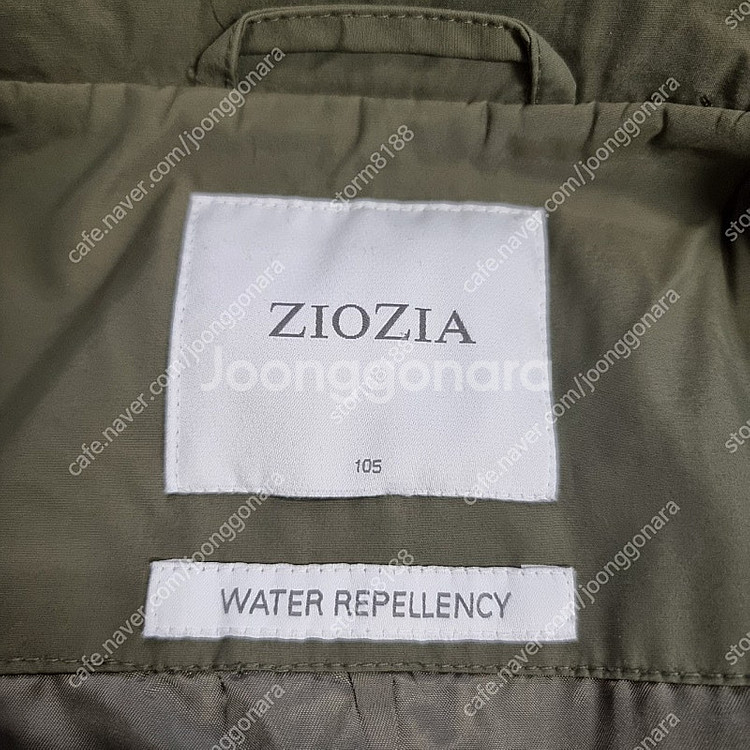 ZIOZIA
Joonggonara
105
WATER REPELLENCY
cafe.naver.com/joonggonara
storm8188